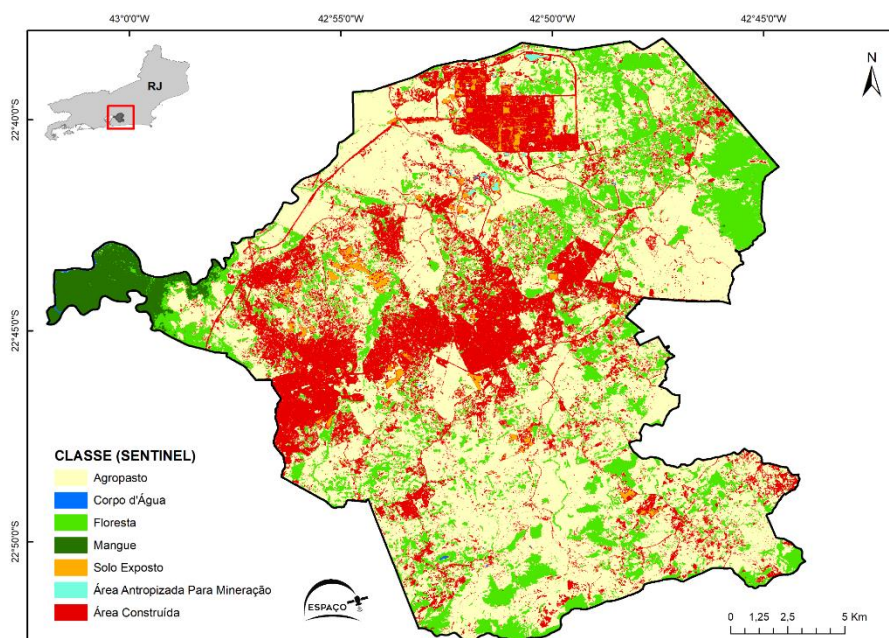 43°0'0"W 42°55'0"W 42°50'0"W 42°45'0"W
RJ
N
22°40'0"S
22°45'0"S
22°50'0"S
CLASSE (SENTINEL)
Agropasto
Corpo d'Água
Floresta
Mangue
Solo Exposto
Área Antropizada Para Mineração
Área Construída
ESPAÇO
0 1,25 2,5 5 Km